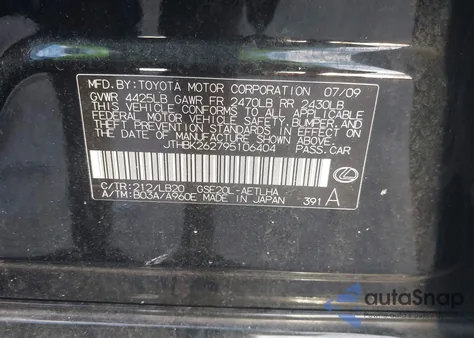 MFD. BY: TOYOTA MOTOR CORPORATION 07/09
GVWR 4425LB GAWR FR 2470LB RR 2430LB
THIS VEHICLE CONFORMS TO ALL APPLICABLE
FEDERAL MOTOR VEHICLE SAFETY, BUMPER, AND
THEFT PREVENTION STANDARDS IN EFFECT ON
THE DATE OF MANUFACTURE SHOWN ABOVE.
JTHBK262795106404 PASS. CAR
C/TR: 212/LB20 GSE20L-AETLHA
A/TM: B03A/A960E MADE IN JAPAN 391 A
autoSnap